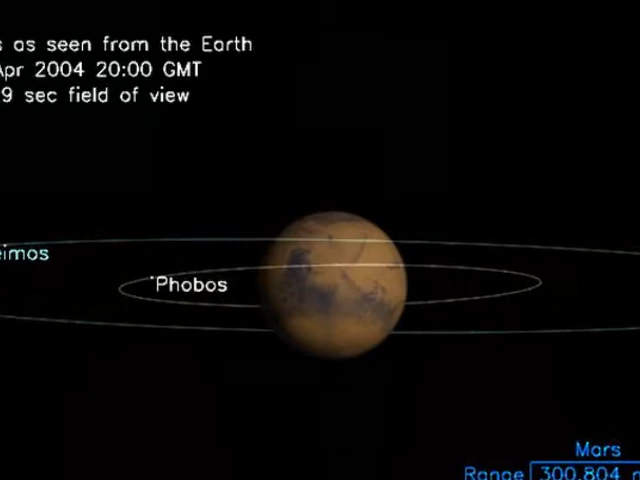 s as seen from the Earth
Apr 2004 20:00 GMT
9 sec field of view
eimos
Phobos
Mars
Range 300.804